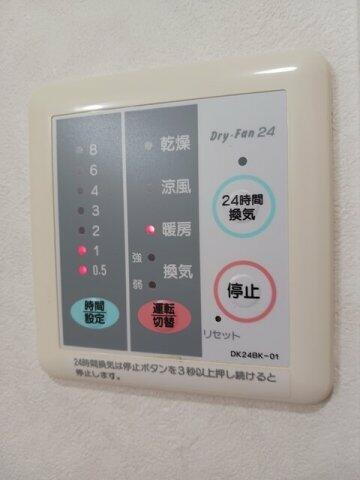 Dry-Fan 24
8
6
4
3
2
1
0.5
時間
設定
乾燥
涼風
暖房
強
換気
弱
運転
切替
24時間
換気
停止
リセット
DK24BK-01
24時間換気は停止ボタンを3秒以上押し続けると
停止します。